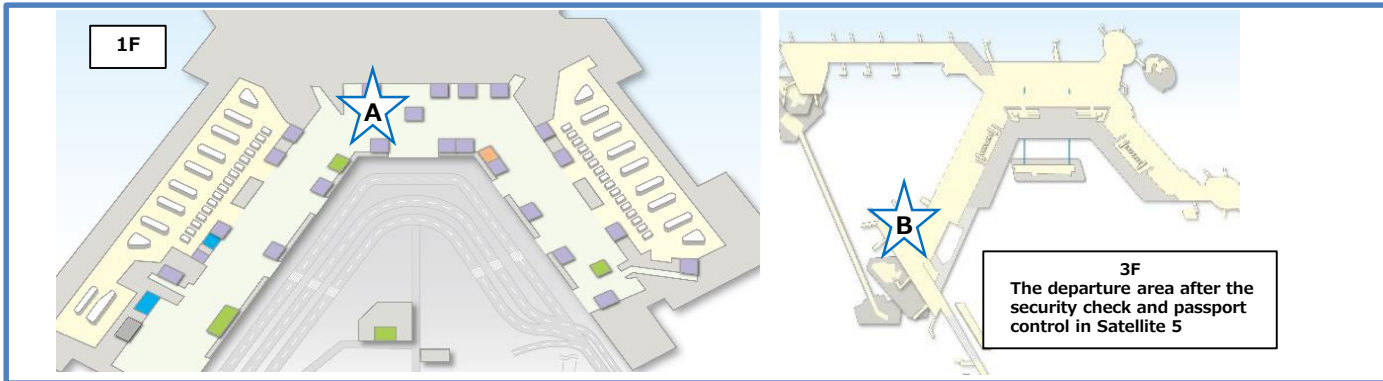 1F
A
B
3F
The departure area after the
security check and passport
control in Satellite 5